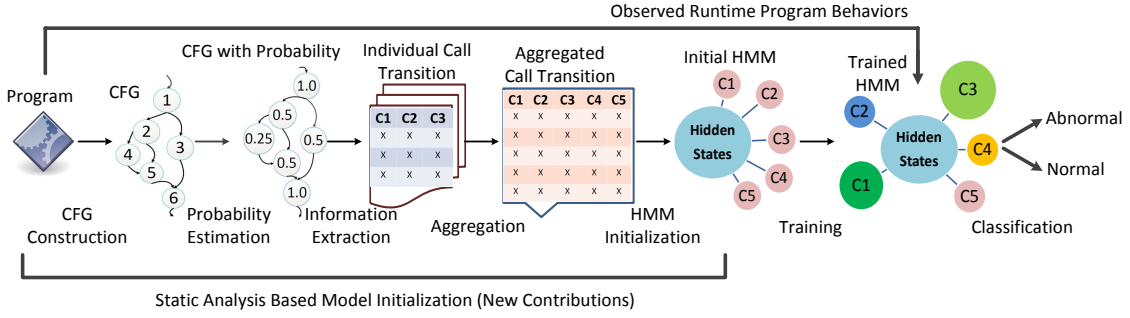 Observed Runtime Program Behaviors
Program
CFG
1
2
3
4
5
6
CFG
Construction
CFG with Probability
1.0
0.5
0.25
0.5
0.5
1.0
Probability
Estimation
Individual Call
Transition
C1 C2 C3
x x x
x x x
x x x
Information
Extraction
Aggregated
Call Transition
C1 C2 C3 C4 C5
x x x x x
x x x x x
x x x x x
x x x x x
x x x x x
Aggregation
Initial HMM
C1
C2
C3
C4
C5
Hidden
States
HMM
Initialization
Training
Trained
HMM
C3
C2
C4
C1
C5
Hidden
States
Abnormal
Normal
Classification
Static Analysis Based Model Initialization (New Contributions)